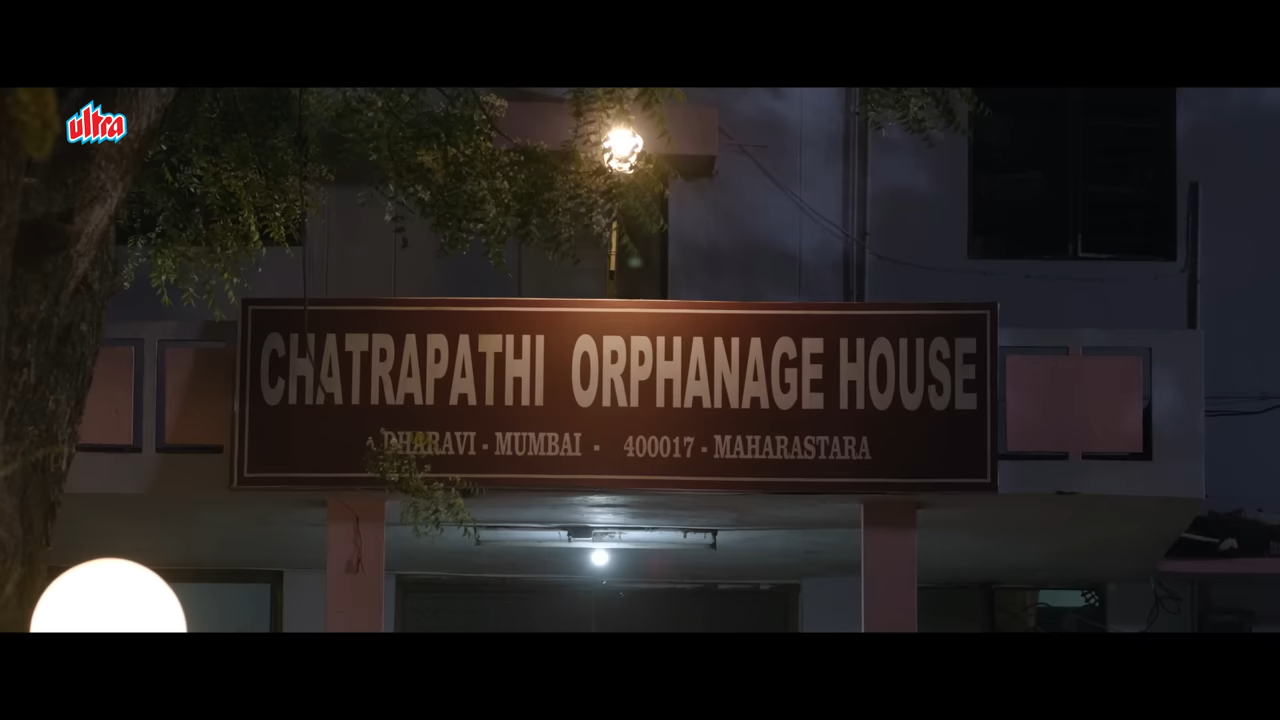 ultra
CHATRAPATHI ORPHANAGE HOUSE
DHARAVI - MUMBAI - 400017 - MAHARASTARA